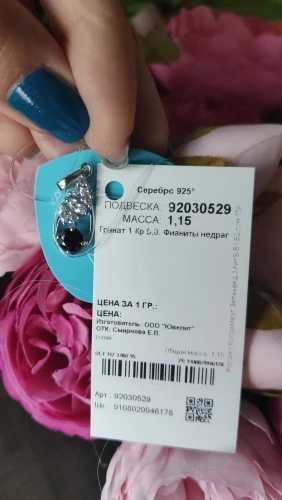 Серебро 925°
ПОДВЕСКА: 92030529
МАССА: 1,15
Гранат 1 Кр 5,0. Фианиты недраг
ЦЕНА ЗА 1 ГР.:
ЦЕНА:
Изготовитель: ООО "Ювелит"
ОТК: Смирнова Е.В.
Общая масса: 1,15
Арт.: 92030529
Шк.: 9108029946178